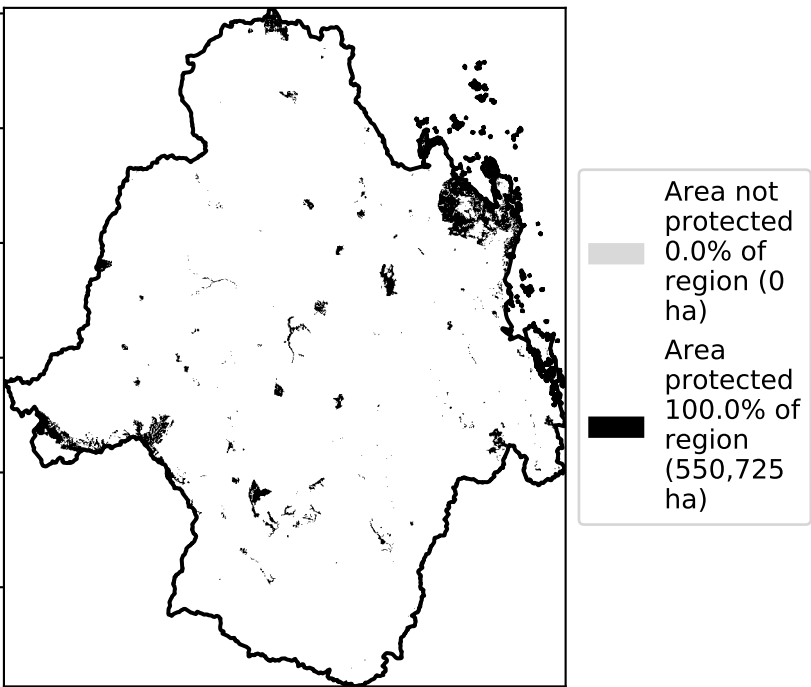 Area not
protected
0.0% of
region (0
ha)
Area
protected
100.0% of
region
(550,725
ha)